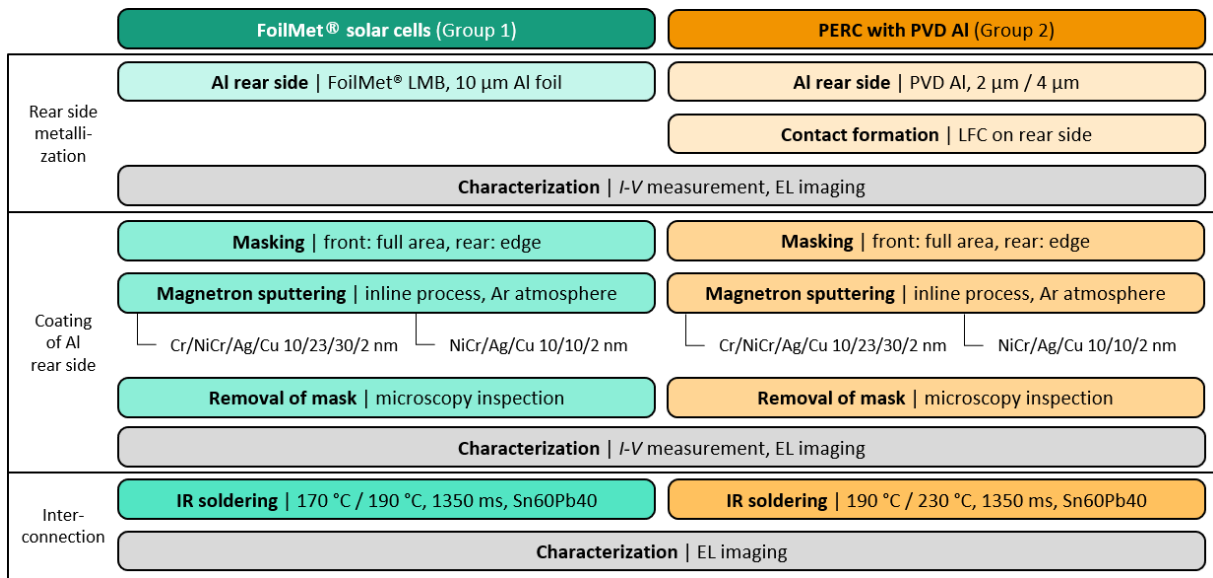 FoilMet® solar cells (Group 1)
PERC with PVD Al (Group 2)
Rear side
metalli-
zation
Al rear side | FoilMet® LMB, 10 µm Al foil
Al rear side | PVD Al, 2 µm / 4 µm
Contact formation | LFC on rear side
Characterization | I-V measurement, EL imaging
Coating
of Al
rear side
Masking | front: full area, rear: edge
Masking | front: full area, rear: edge
Magnetron sputtering | inline process, Ar atmosphere
Magnetron sputtering | inline process, Ar atmosphere
Cr/NiCr/Ag/Cu 10/23/30/2 nm
NiCr/Ag/Cu 10/10/2 nm
Cr/NiCr/Ag/Cu 10/23/30/2 nm
NiCr/Ag/Cu 10/10/2 nm
Removal of mask | microscopy inspection
Removal of mask | microscopy inspection
Characterization | I-V measurement, EL imaging
Inter-
connection
IR soldering | 170 °C / 190 °C, 1350 ms, Sn60Pb40
IR soldering | 190 °C / 230 °C, 1350 ms, Sn60Pb40
Characterization | EL imaging